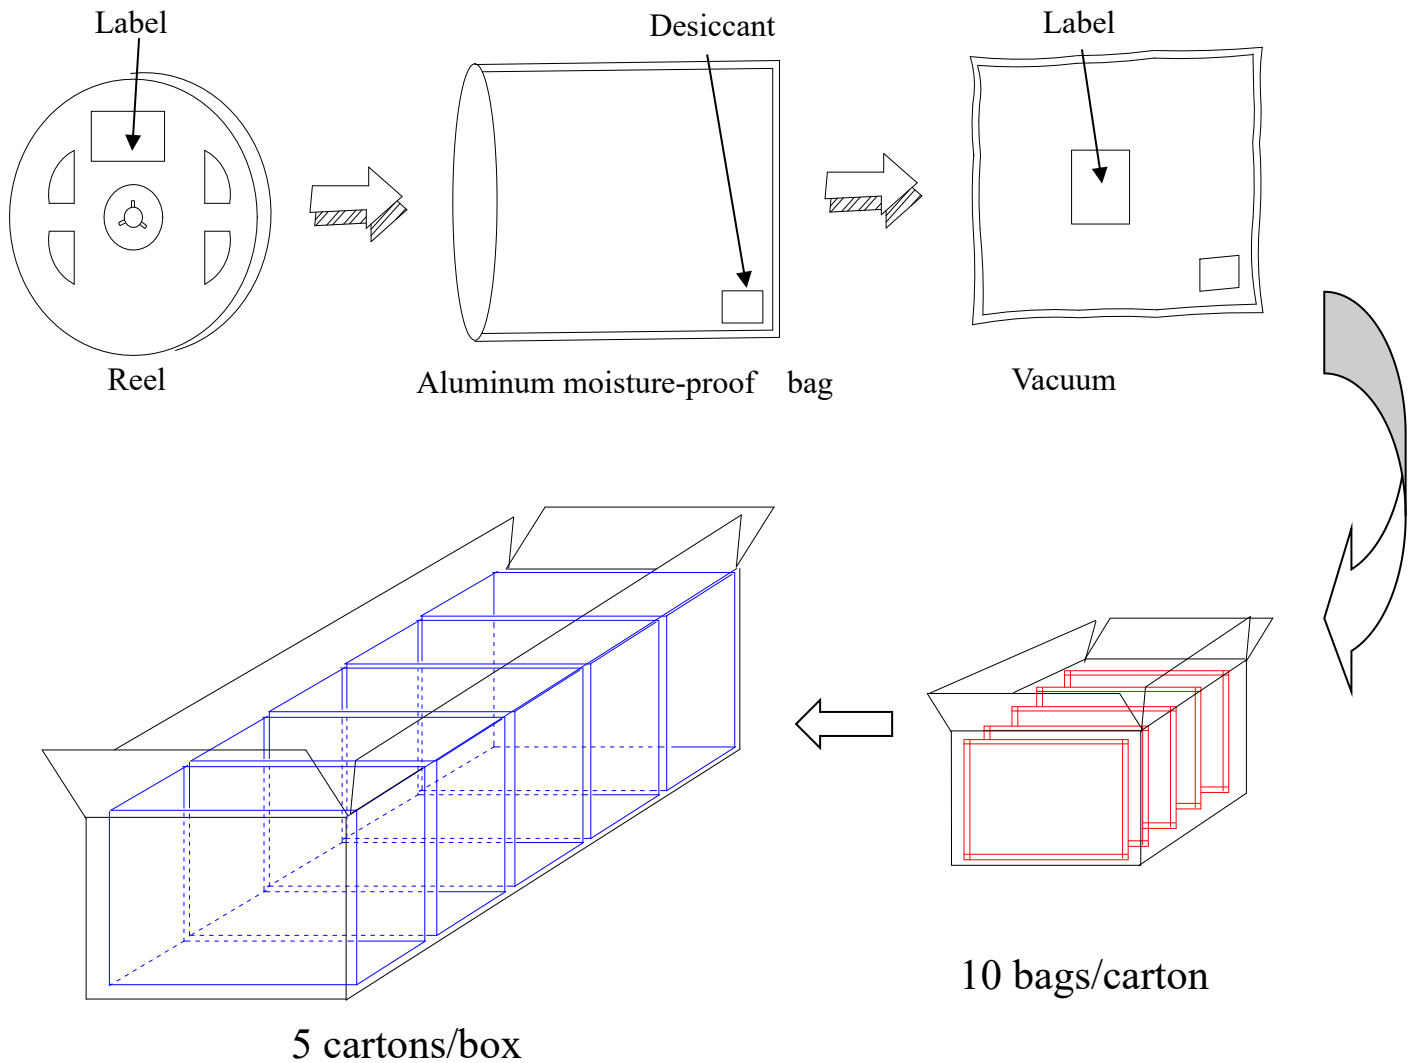 Label
Desiccant
Label
Reel
Aluminum moisture-proof bag
Vacuum
10 bags/carton
5 cartons/box